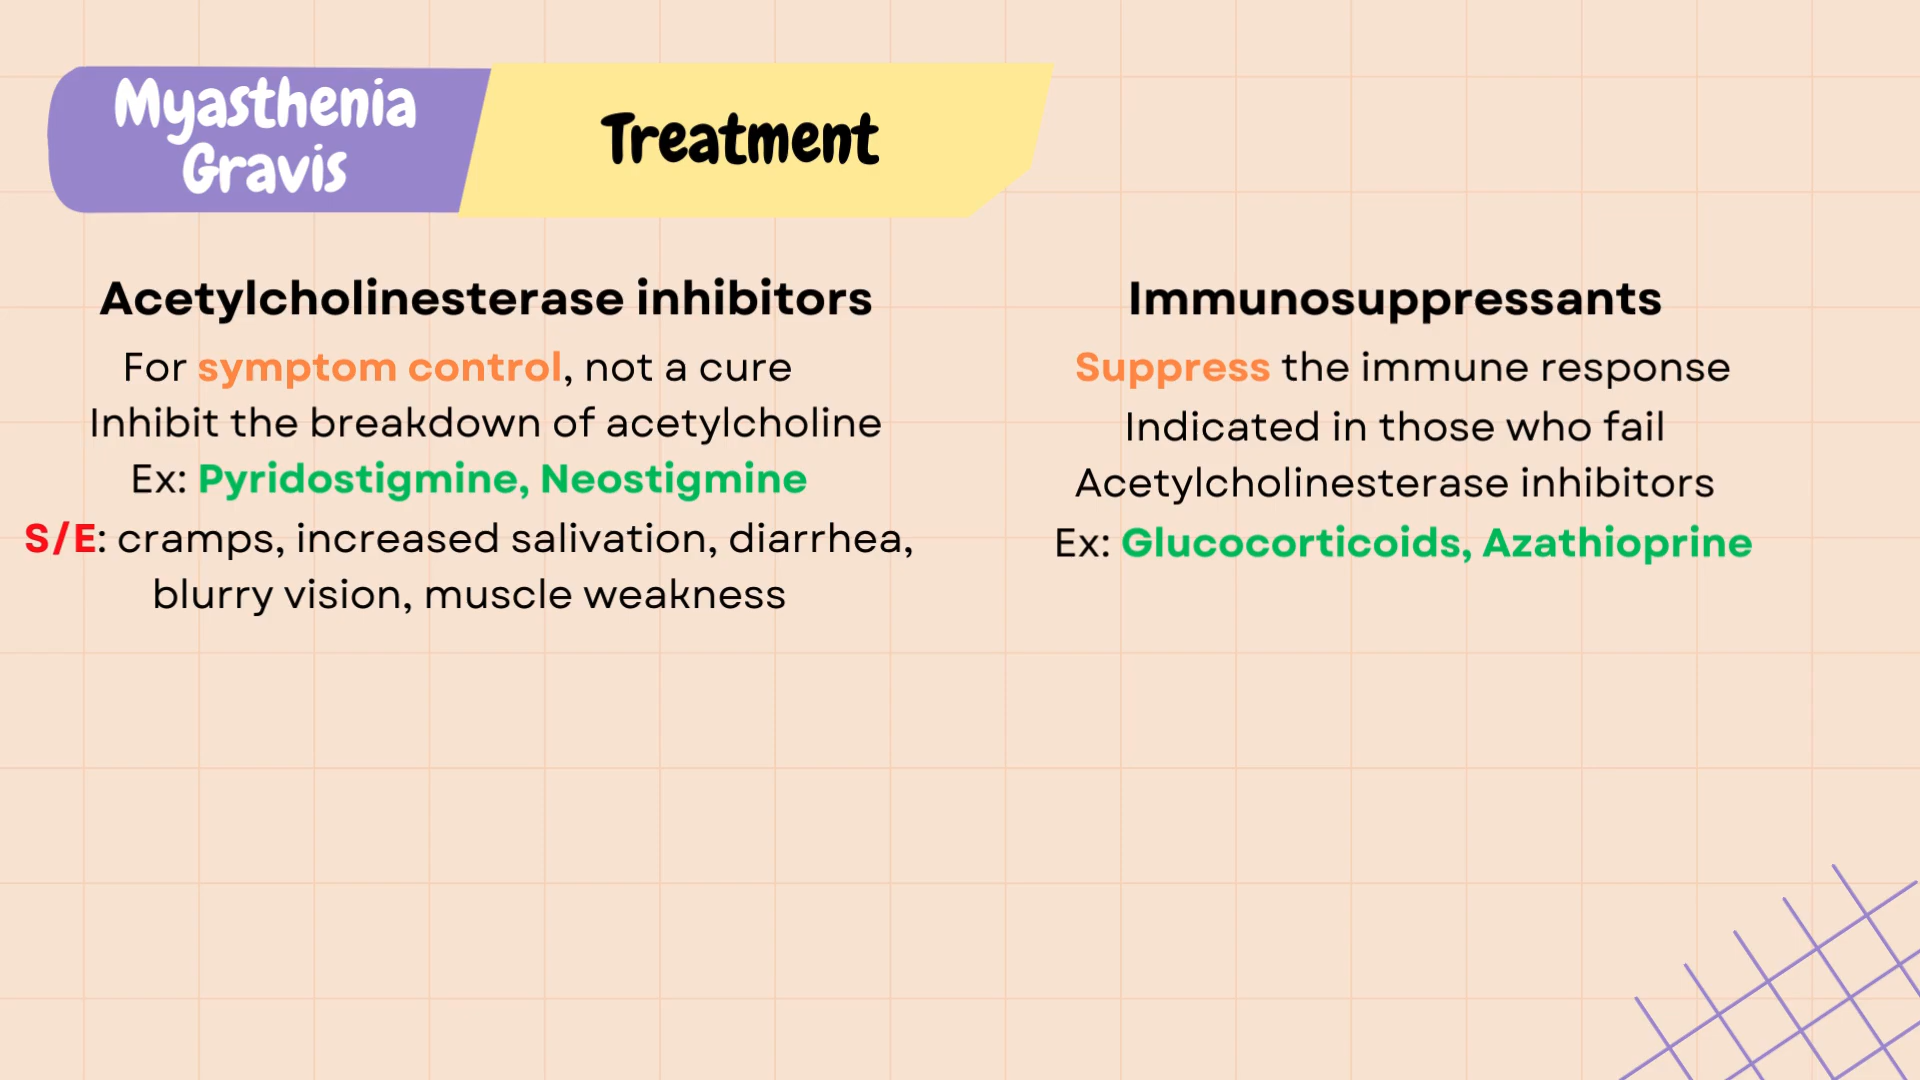 Myasthenia
Gravis
Treatment
Acetylcholinesterase inhibitors
For symptom control, not a cure
Inhibit the breakdown of acetylcholine
Ex: Pyridostigmine, Neostigmine
S/E: cramps, increased salivation, diarrhea,
blurry vision, muscle weakness
Immunosuppressants
Suppress the immune response
Indicated in those who fail
Acetylcholinesterase inhibitors
Ex: Glucocorticoids, Azathioprine